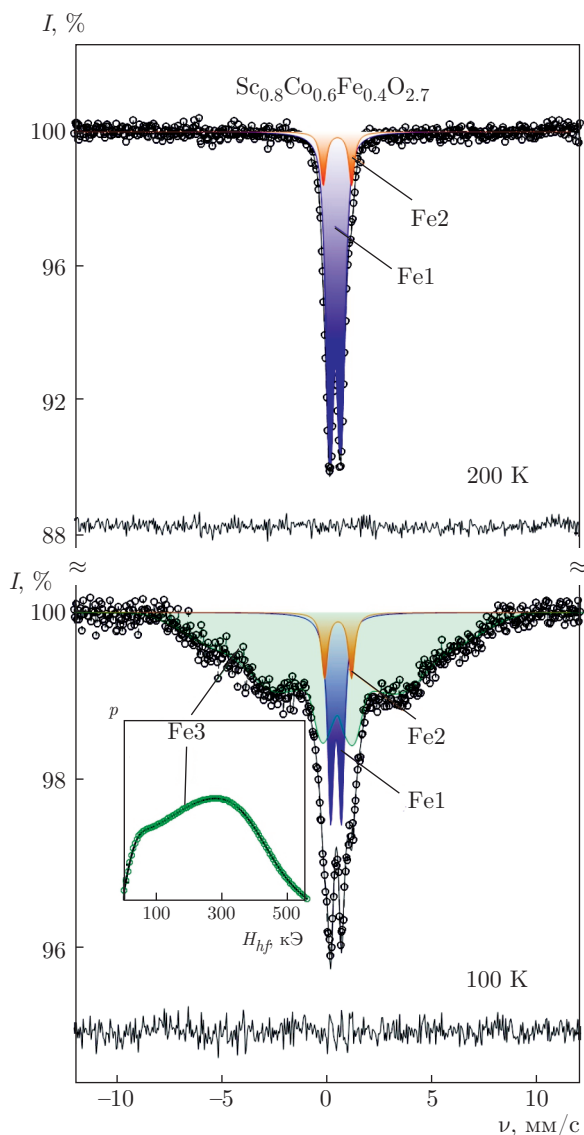 I, %
Sc0.8Co0.6Fe0.4O2.7
100
Fe2
96
Fe1
92
200 K
88
≈ ≈
I, %
100
p
Fe3
Fe2
98
Fe1
100 300 500
Hhf, кЭ
96
100 K
−10 −5 0 5 10
ν, мм/с